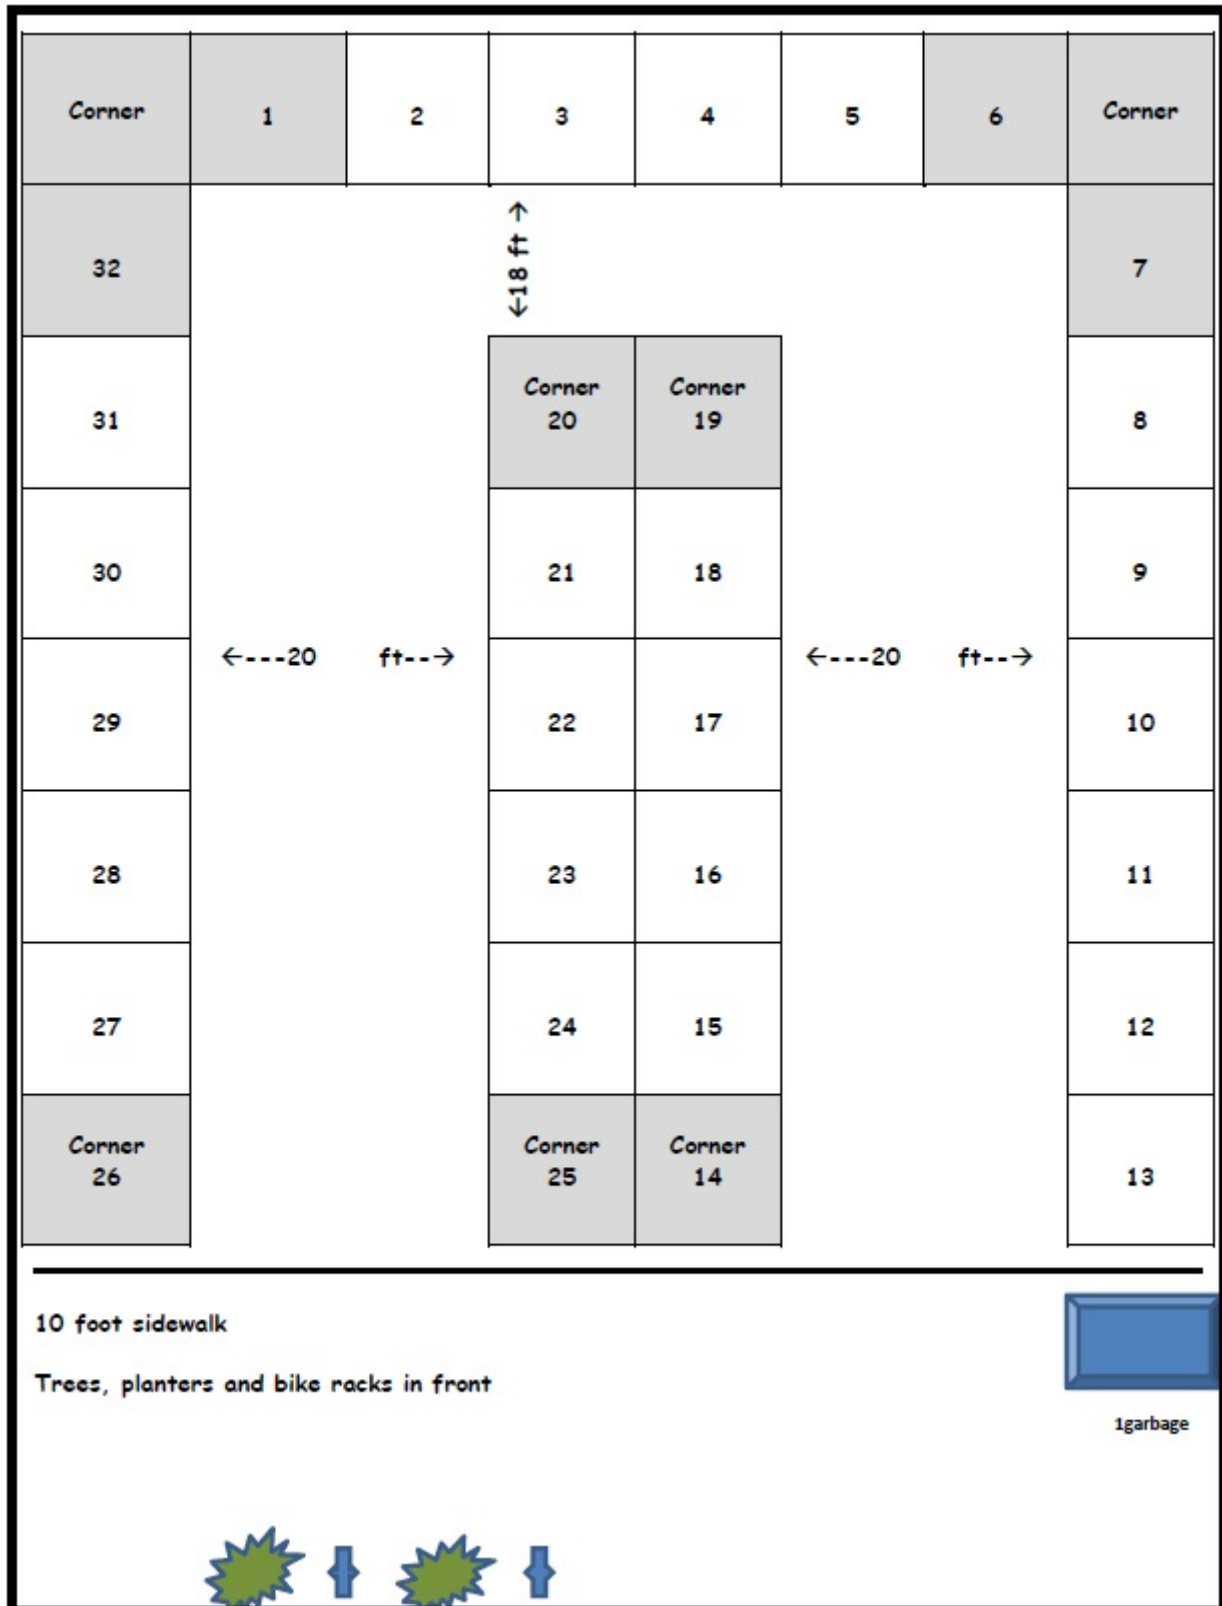 Corner 1 2 3 4 5 6 Corner
32 ←18 ft → 7
31 Corner 20 Corner 19 8
30 21 18 9
←---20 ft--→ ←---20 ft--→
29 22 17 10
28 23 16 11
27 24 15 12
Corner 26 Corner 25 Corner 14 13
10 foot sidewalk
Trees, planters and bike racks in front
1garbage